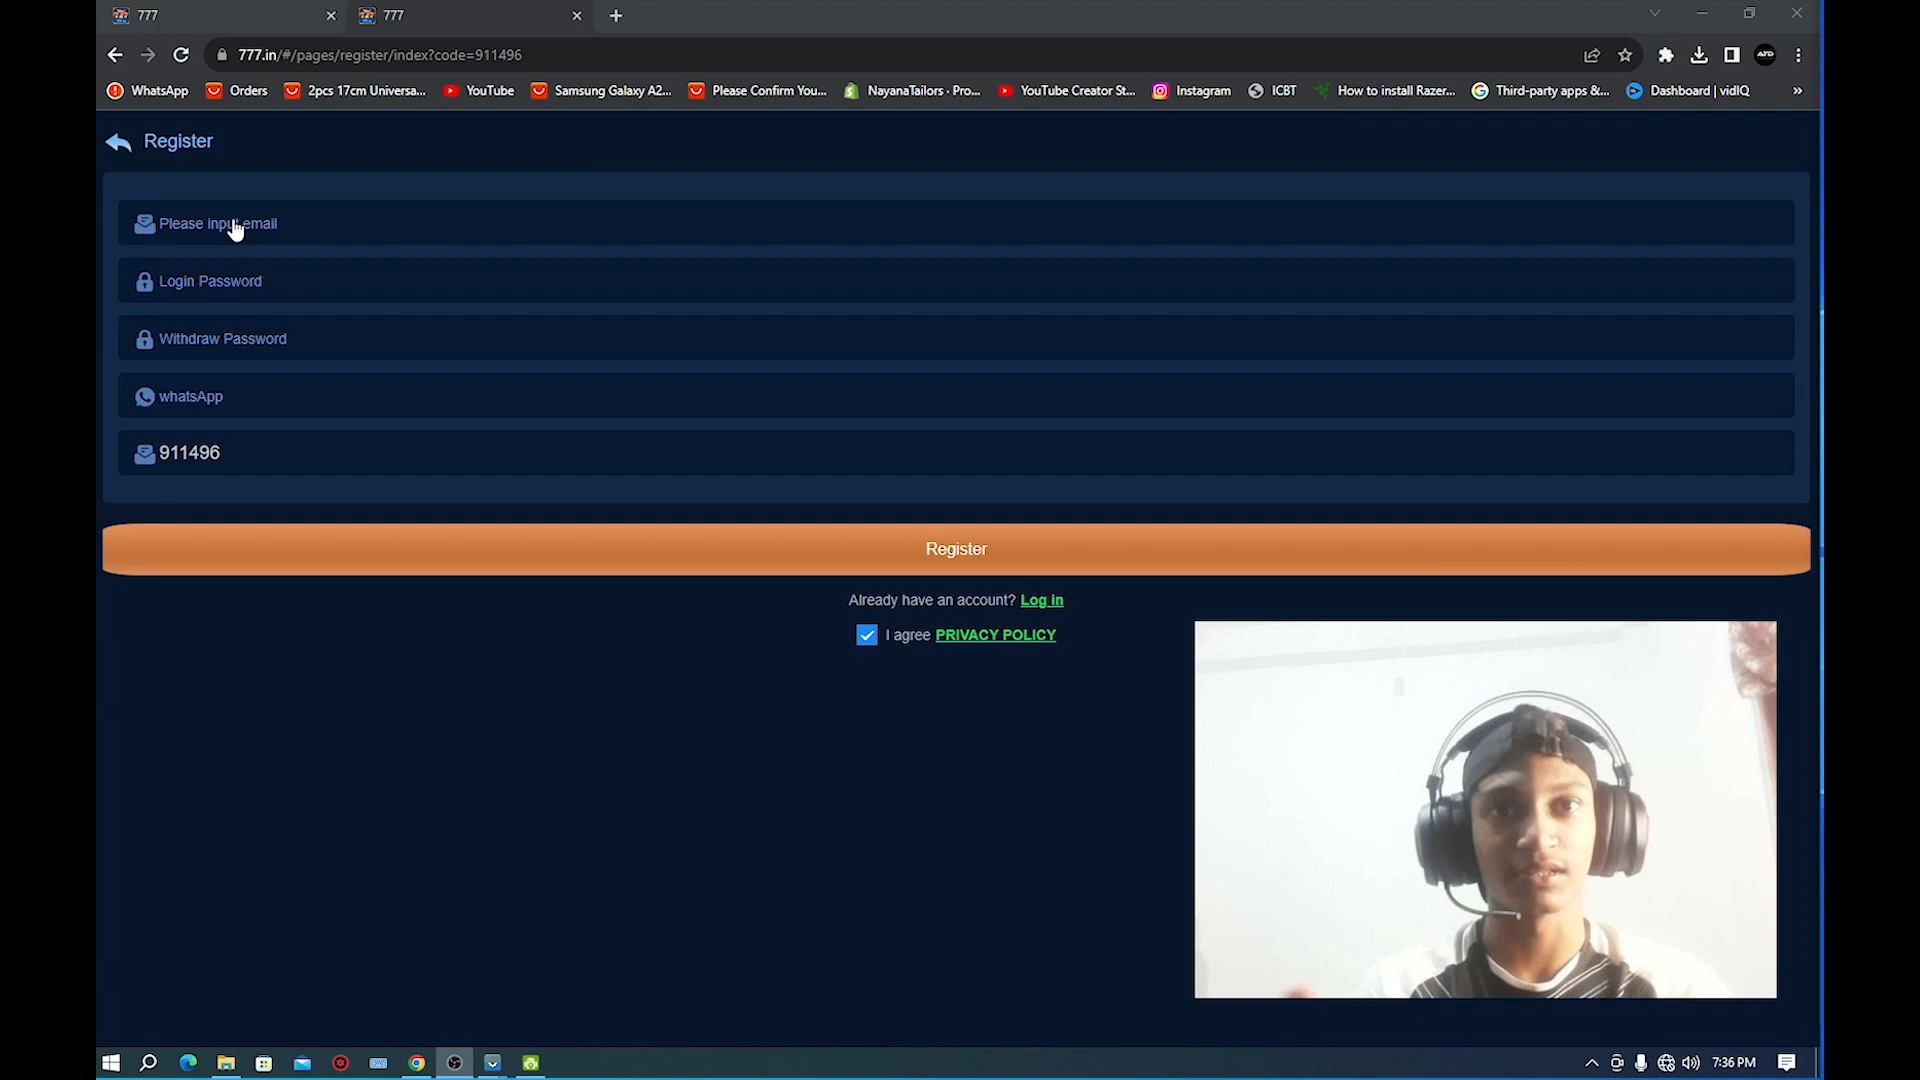 777
777
777.in/#/pages/register/index?code=911496
WhatsApp
Orders
2pcs 17cm Universa...
YouTube
Samsung Galaxy A2...
Please Confirm You...
NayanaTailors · Pro...
YouTube Creator St...
Instagram
ICBT
How to install Razer...
Third-party apps &...
Dashboard | vidIQ
»
Register
Please input email
Login Password
Withdraw Password
whatsApp
911496
Register
Already have an account? Log in
I agree PRIVACY POLICY
7:36 PM